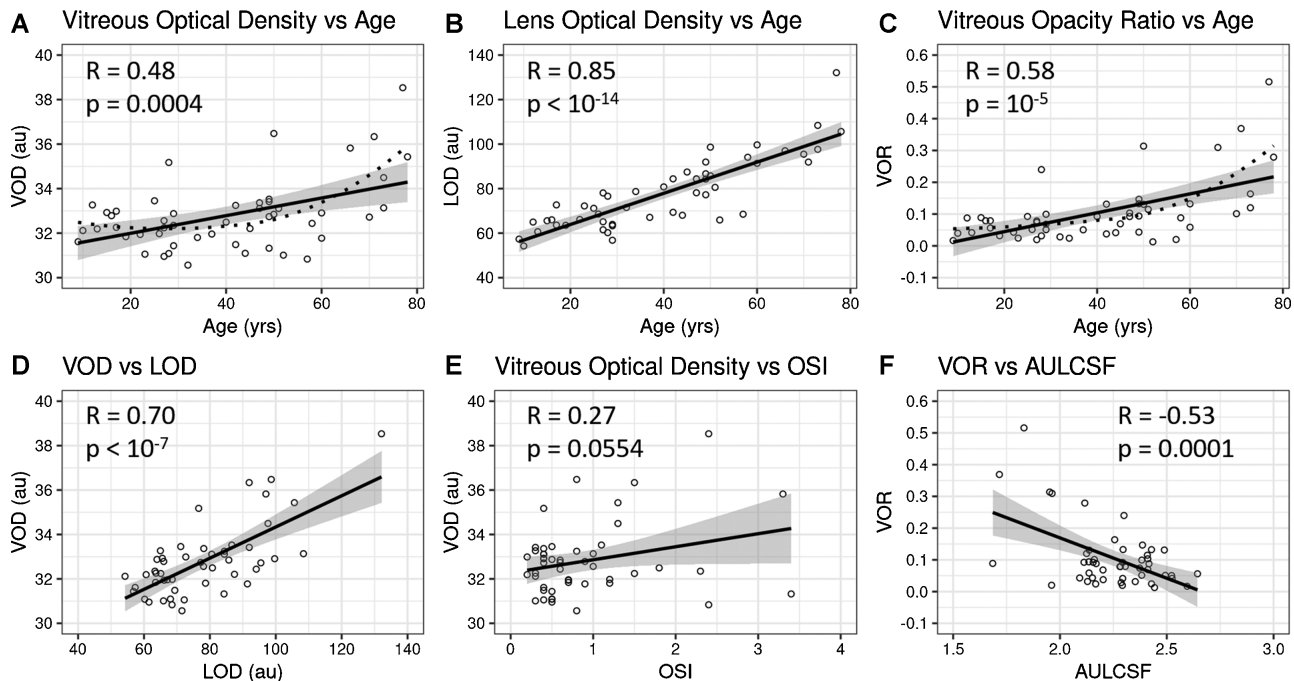 A Vitreous Optical Density vs Age
R = 0.48
p = 0.0004
VOD (au)
40
38
36
34
32
30
20 40 60 80
Age (yrs)
B Lens Optical Density vs Age
R = 0.85
p < 10-14
LOD (au)
140
120
100
80
60
40
20 40 60 80
Age (yrs)
C Vitreous Opacity Ratio vs Age
R = 0.58
p = 10-5
VOR
0.6
0.5
0.4
0.3
0.2
0.1
0.0
-0.1
20 40 60 80
Age (yrs)
D VOD vs LOD
R = 0.70
p < 10-7
VOD (au)
40
38
36
34
32
30
40 60 80 100 120 140
LOD (au)
E Vitreous Optical Density vs OSI
R = 0.27
p = 0.0554
VOD (au)
40
38
36
34
32
30
0 1 2 3 4
OSI
F VOR vs AULCSF
R = -0.53
p = 0.0001
VOR
0.6
0.5
0.4
0.3
0.2
0.1
0.0
-0.1
1.5 2.0 2.5 3.0
AULCSF